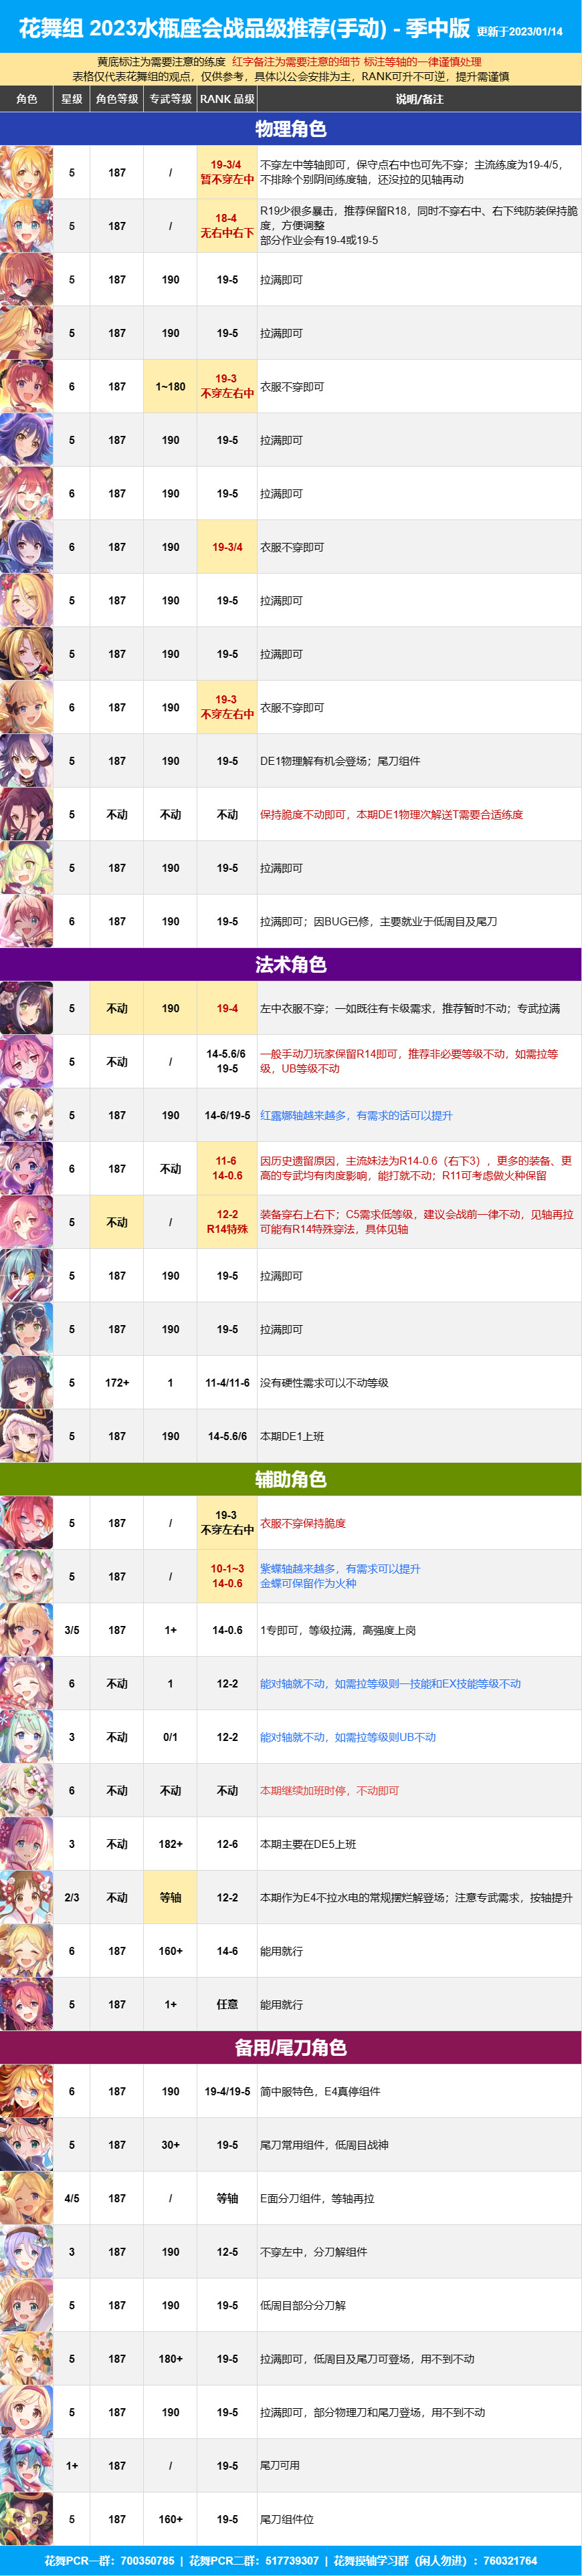 花舞组 2023水瓶座会战品级推荐(手动) - 季中版 更新于2023/01/14
黄底标注为需要注意的练度 红字备注为需要注意的细节 标注等轴的一律谨慎处理
表格仅代表花舞组的观点，仅供参考，具体以公会安排为主，RANK可升不可逆，提升需谨慎
角色 星级 角色等级 专武等级 RANK 品级 说明/备注
物理角色
5 187 / 19-3/4 暂不穿左中 不穿左中等轴即可，保守点右中也可先不穿；主流练度为19-4/5，
不排除个别阴间练度轴，还没拉的见轴再动
5 187 / 18-4 无右中右下 R19少很多暴击，推荐保留R18，同时不穿右中、右下纯防装保持脆
度，方便调整
部分作业会有19-4或19-5
5 187 190 19-5 拉满即可
5 187 190 19-5 拉满即可
6 187 1~180 19-3 不穿左右中 衣服不穿即可
5 187 190 19-5 拉满即可
6 187 190 19-5 拉满即可
6 187 190 19-3/4 衣服不穿即可
5 187 190 19-5 拉满即可
5 187 190 19-5 拉满即可
6 187 190 19-3 不穿左右中 衣服不穿即可
5 187 190 19-5 DE1物理解有机会登场；尾刀组件
5 不动 不动 不动 保持脆度不动即可，本期DE1物理次解送T需要合适练度
5 187 190 19-5 拉满即可
6 187 190 19-5 拉满即可；因BUG已修，主要就业于低周目及尾刀
法术角色
5 不动 190 19-4 左中衣服不穿；一如既往有卡级需求，推荐暂时不动；专武拉满
5 不动 / 14-5.6/6 19-5 一般手动刀玩家保留R14即可，推荐非必要等级不动，如需拉等
级，UB等级不动
5 187 190 14-6/19-5 红露娜轴越来越多，有需求的话可以提升
6 187 不动 11-6 14-0.6 因历史遗留原因，主流妹法为R14-0.6（右下3），更多的装备、更
高的专武均有肉度影响，能打就不动；R11可考虑做火种保留
5 不动 / 12-2 R14特殊 装备穿右上右下；C5需求低等级，建议会战前一律不动，见轴再拉
可能有R14特殊穿法，具体见轴
5 187 190 19-5 拉满即可
5 187 190 19-5 拉满即可
5 172+ 1 11-4/11-6 没有硬性需求可以不动等级
5 187 190 14-5.6/6 本期DE1上班
辅助角色
5 187 / 19-3 不穿左右中 衣服不穿保持脆度
5 187 / 10-1~3 14-0.6 紫蝶轴越来越多，有需求可以提升
金蝶可保留作为火种
3/5 187 1+ 14-0.6 1专即可，等级拉满，高强度上岗
6 不动 1 12-2 能对轴就不动，如需拉等级则一技能和EX技能等级不动
3 不动 0/1 12-2 能对轴就不动，如需拉等级则UB不动
6 不动 不动 不动 本期继续加班时停，不动即可
3 不动 182+ 12-6 本期主要在DE5上班
2/3 不动 等轴 12-2 本期作为E4不拉水电的常规摆烂解登场；注意专武需求，按轴提升
6 187 160+ 14-6 能用就行
5 187 1+ 任意 能用就行
备用/尾刀角色
6 187 190 19-4/19-5 简中服特色，E4真停组件
5 187 30+ 19-5 尾刀常用组件，低周目战神
4/5 187 / 等轴 E面分刀组件，等轴再拉
3 187 190 12-5 不穿左中，分刀解组件
5 187 190 19-5 低周目部分分刀解
5 187 180+ 19-5 拉满即可，低周目及尾刀可登场，用不到不动
5 187 190 19-5 拉满即可，部分物理刀和尾刀登场，用不到不动
1+ 187 / 19-5 尾刀可用
5 187 160+ 19-5 尾刀组件位
花舞PCR一群：700350785 | 花舞PCR二群：517739307 | 花舞授轴学习群（闲人勿进）：760321764